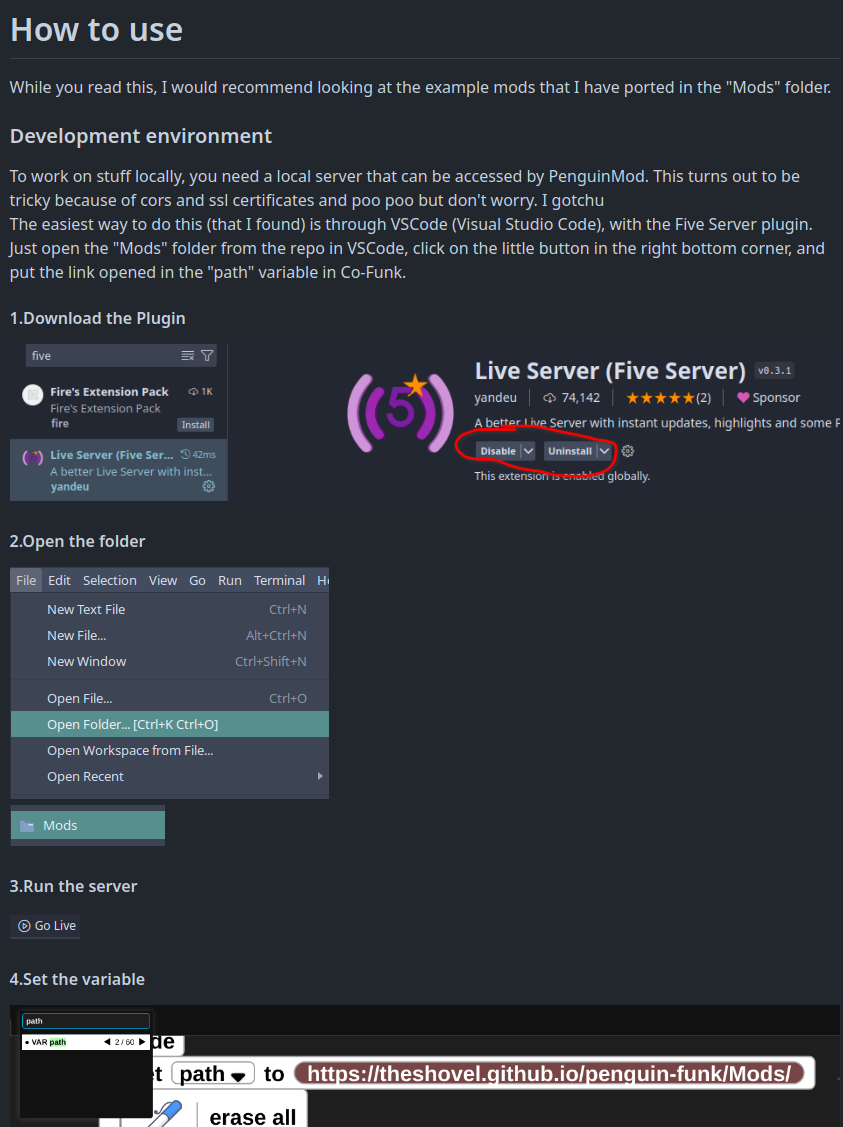 How to use
While you read this, I would recommend looking at the example mods that I have ported in the "Mods" folder.
Development environment
To work on stuff locally, you need a local server that can be accessed by PenguinMod. This turns out to be
tricky because of cors and ssl certificates and poo poo but don't worry. I gotchu
The easiest way to do this (that I found) is through VSCode (Visual Studio Code), with the Five Server plugin.
Just open the "Mods" folder from the repo in VSCode, click on the little button in the right bottom corner, and
put the link opened in the "path" variable in Co-Funk.
1.Download the Plugin
five
Fire's Extension Pack 1K
Fire's Extension Pack
fire Install
Live Server (Five Ser... 42ms
A better Live Server with inst...
yandeu
5
Live Server (Five Server) v0.3.1
yandeu 74,142 (2) Sponsor
A better Live Server with instant updates, highlights and some
Disable Uninstall
This extension is enabled globally.
2.Open the folder
File Edit Selection View Go Run Terminal
New Text File Ctrl+N
New File... Alt+Ctrl+N
New Window Ctrl+Shift+N
Open File... Ctrl+O
Open Folder... [Ctrl+K Ctrl+O]
Open Workspace from File...
Open Recent
Mods
3.Run the server
Go Live
4.Set the variable
path
VAR path 2 / 60
path to https://theshovel.github.io/penguin-funk/Mods/
erase all